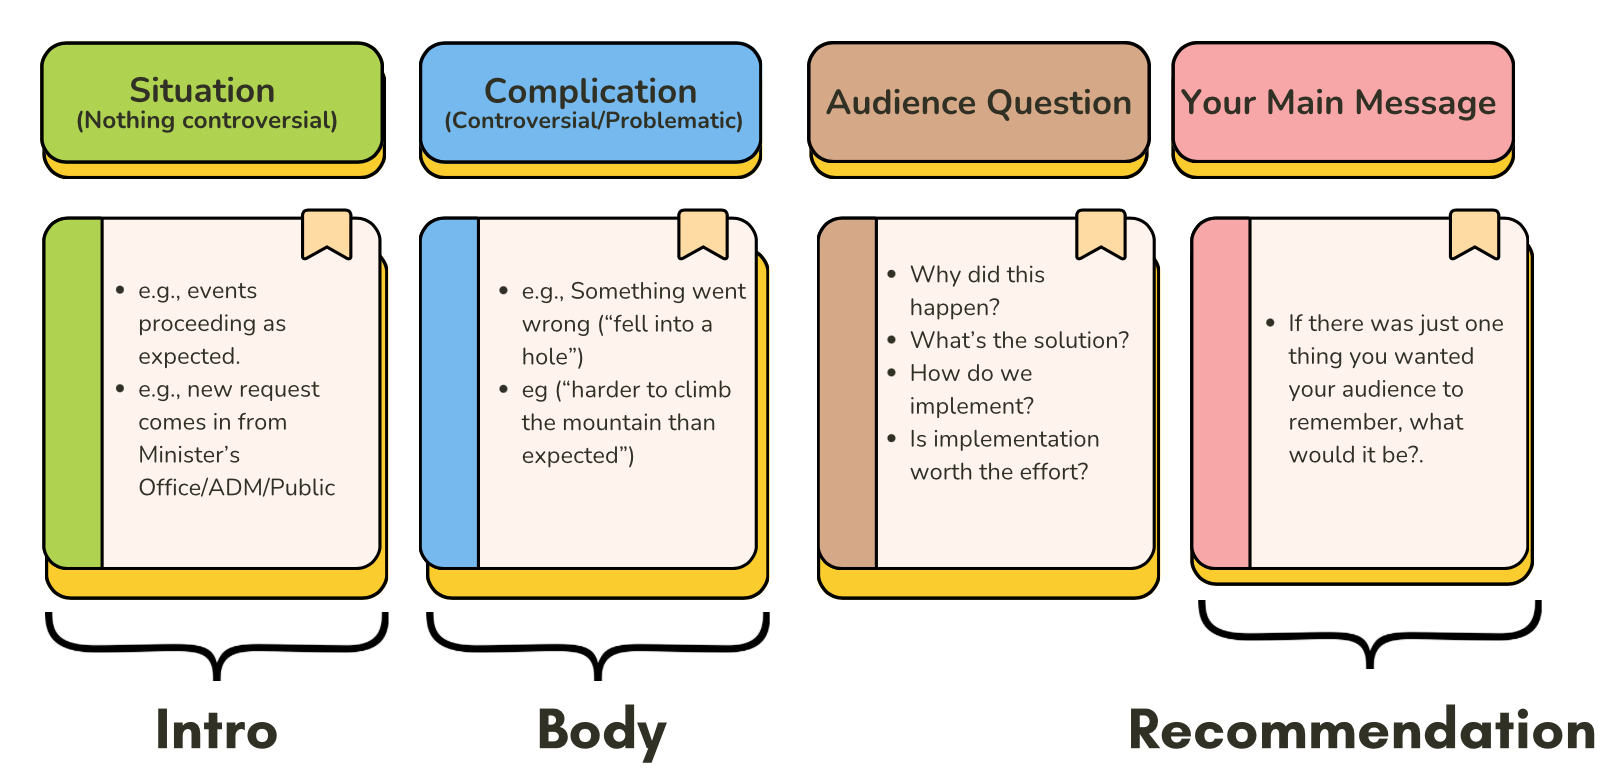 Situation
(Nothing controversial)
Complication
(Controversial/Problematic)
Audience Question
Your Main Message
• e.g., events
proceeding as
expected.
• e.g., new request
comes in from
Minister’s
Office/ADM/Public
• e.g., Something went
wrong (“fell into a
hole”)
• eg (“harder to climb
the mountain than
expected”)
• Why did this
happen?
• What’s the solution?
• How do we
implement?
• Is implementation
worth the effort?
• If there was just one
thing you wanted
your audience to
remember, what
would it be?.
Intro
Body
Recommendation